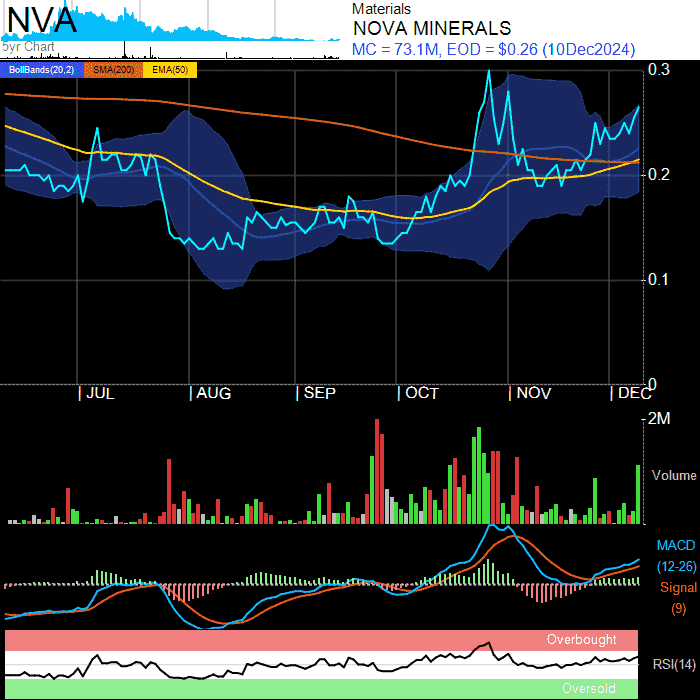 NVA
5yr Chart
Materials
NOVA MINERALS
MC = 73.1M, EOD = $0.26 (10Dec2024)
BollBands(20,2) SMA(200) EMA(50)
0.3
0.2
0.1
0
| JUL | AUG | SEP | OCT | NOV | DEC
2M
Volume
MACD
(12-26)
Signal
(9)
Overbought
RSI(14)
Oversold